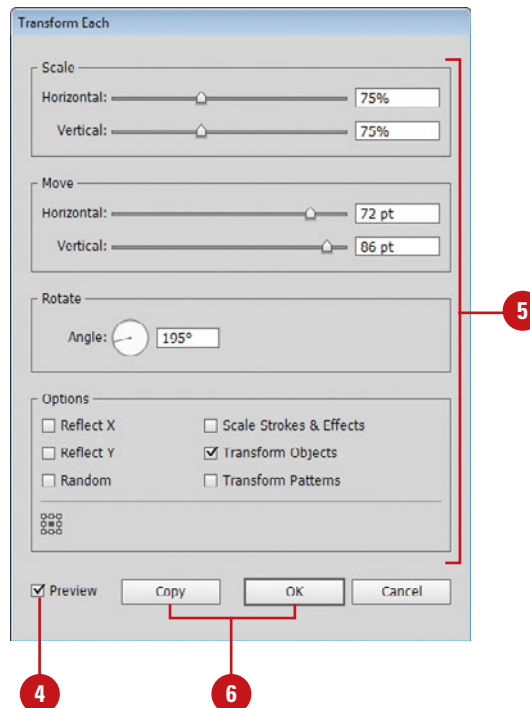 Transform Each
Scale
Horizontal: 75%
Vertical: 75%
Move
Horizontal: 72 pt
Vertical: 86 pt
Rotate
Angle: 195°
Options
Reflect X Scale Strokes & Effects
Reflect Y Transform Objects
Random Transform Patterns
Preview Copy OK Cancel
5
4 6